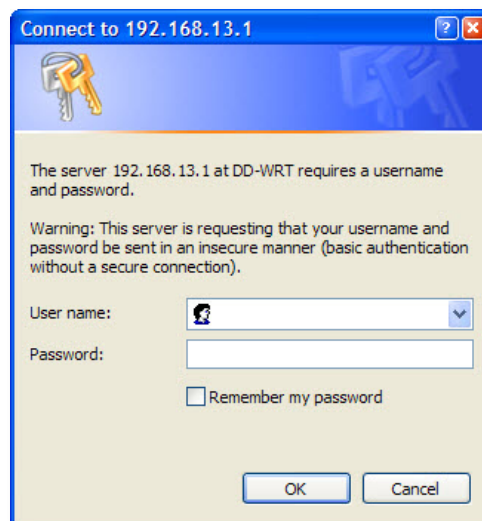 Connect to 192.168.13.1
The server 192.168.13.1 at DD-WRT requires a username
and password.
Warning: This server is requesting that your username and
password be sent in an insecure manner (basic authentication
without a secure connection).
User name:
Password:
Remember my password
OK Cancel